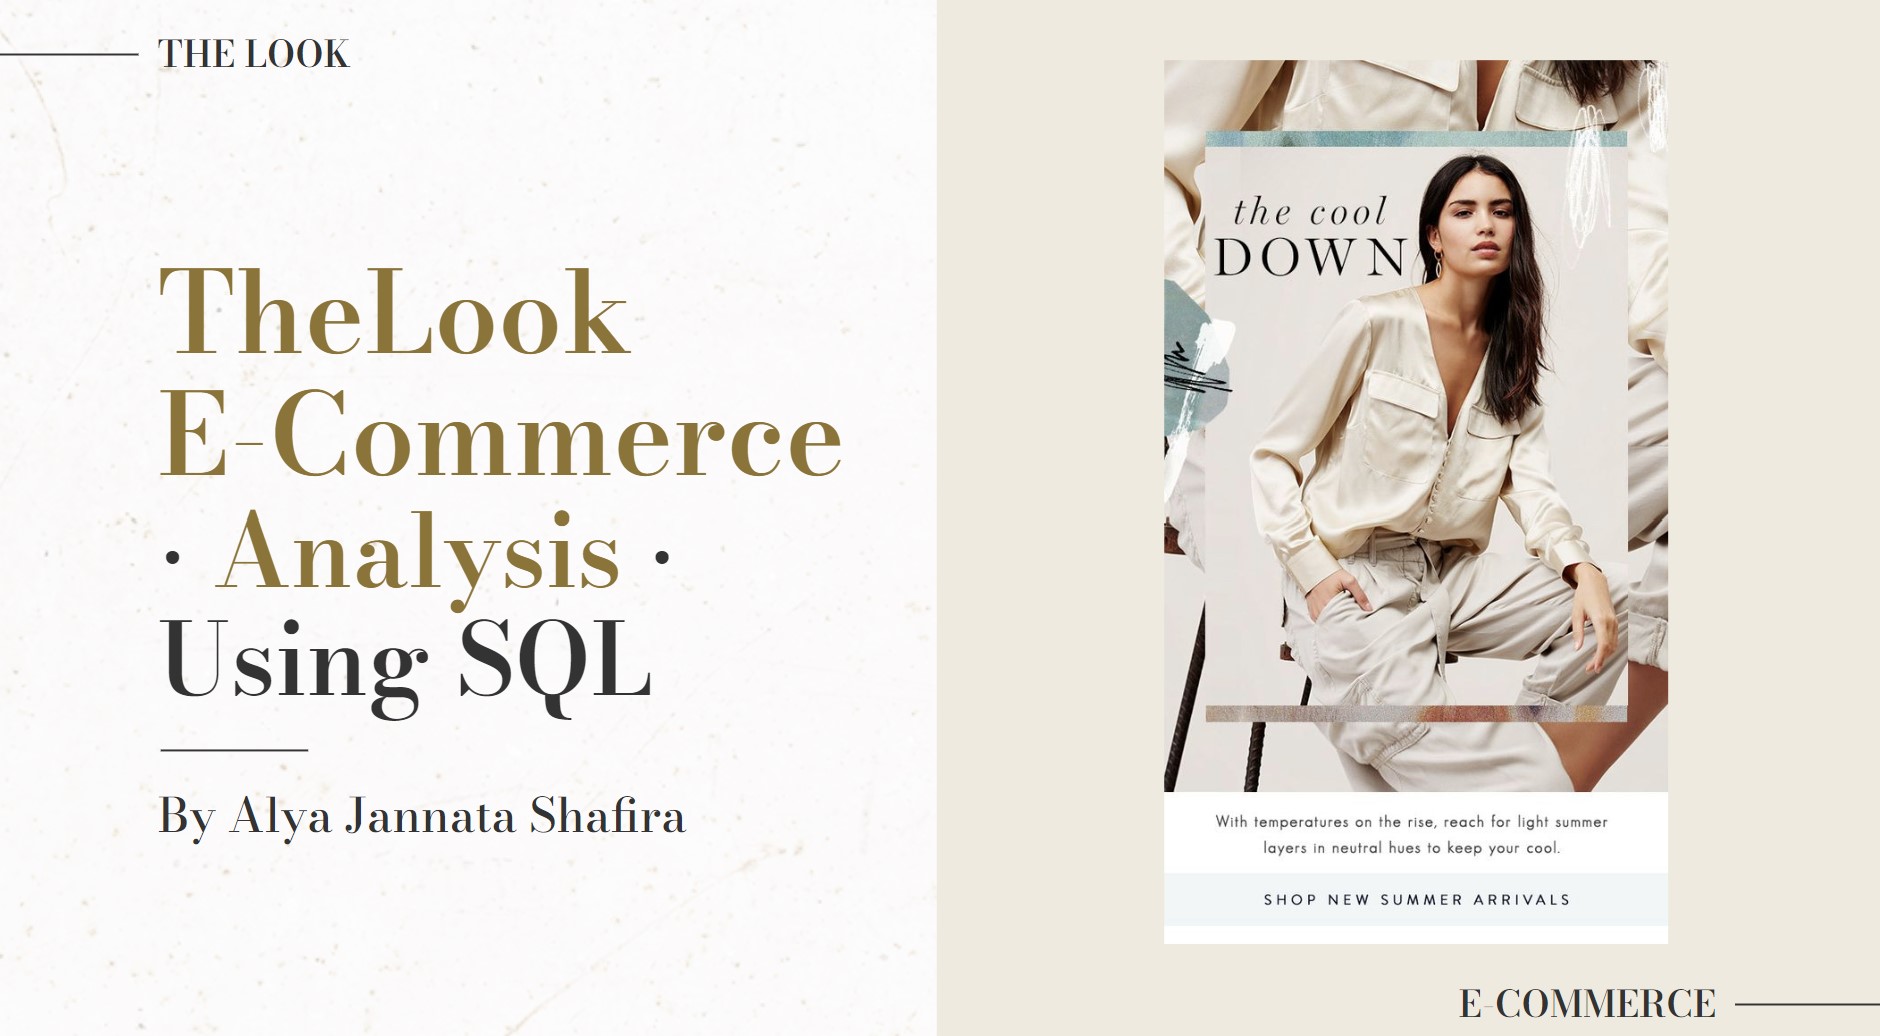 THE LOOK
TheLook
E-Commerce
· Analysis ·
Using SQL
By Alya Jannata Shafira
the cool
DOWN
With temperatures on the rise, reach for light summer
layers in neutral hues to keep your cool.
SHOP NEW SUMMER ARRIVALS
E-COMMERCE